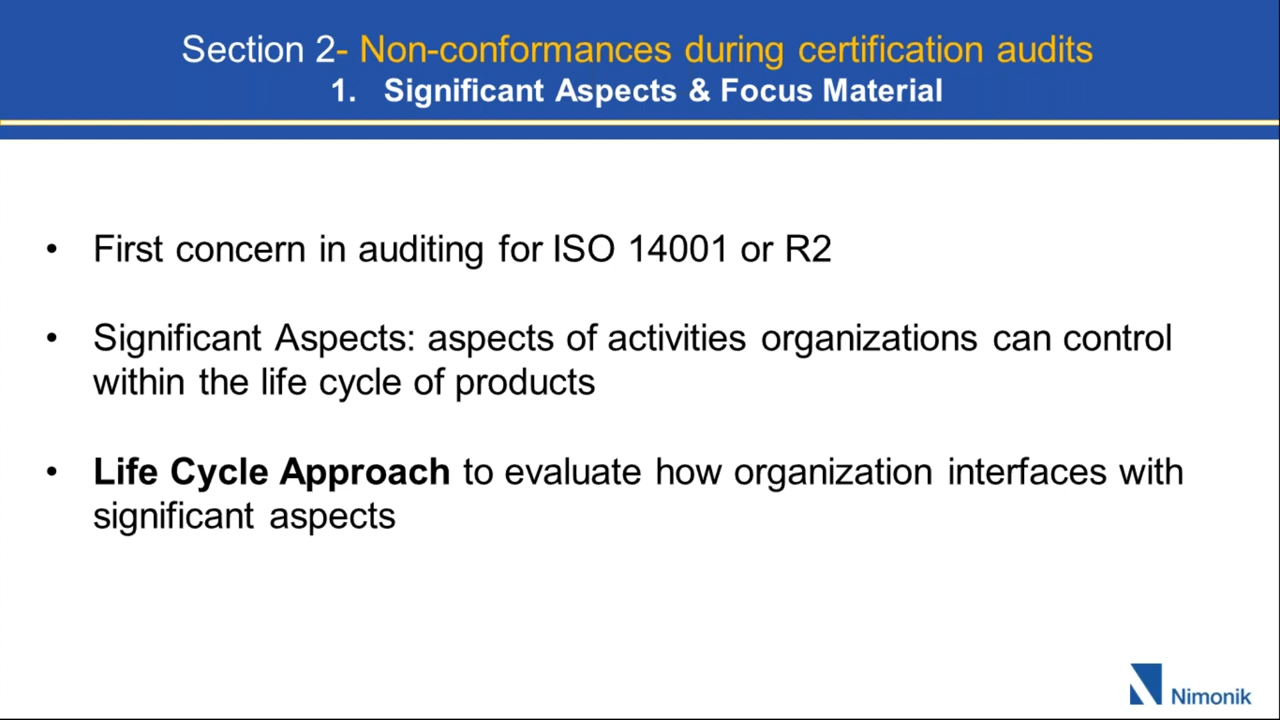 Section 2- Non-conformances during certification audits
1. Significant Aspects & Focus Material
• First concern in auditing for ISO 14001 or R2
• Significant Aspects: aspects of activities organizations can control
within the life cycle of products
• Life Cycle Approach to evaluate how organization interfaces with
significant aspects
Nimonik